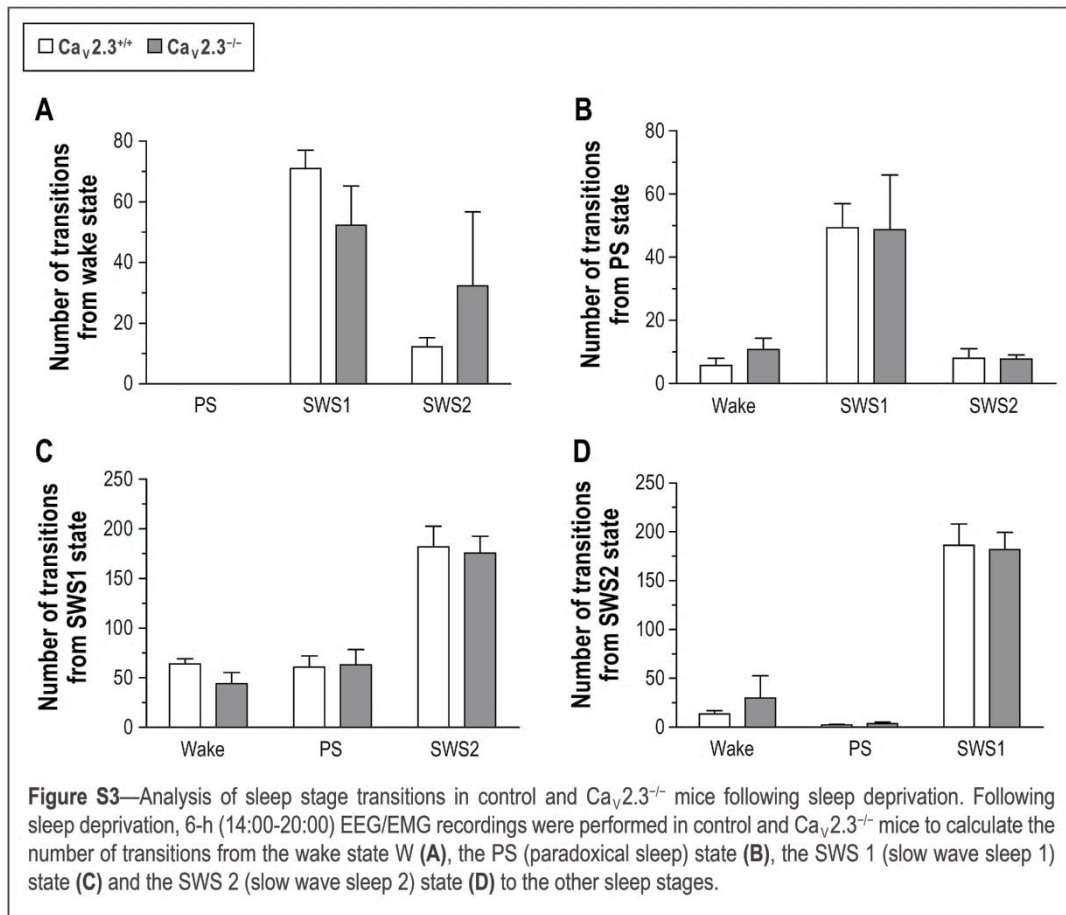 Ca_V2.3^+/+ Ca_V2.3^−/−
A
Number of transitions
from wake state
80
60
40
20
0
PS SWS1 SWS2
B
Number of transitions
from PS state
80
60
40
20
0
Wake SWS1 SWS2
C
Number of transitions
from SWS1 state
250
200
150
100
50
0
Wake PS SWS2
D
Number of transitions
from SWS2 state
250
200
150
100
50
0
Wake PS SWS1
Figure S3—Analysis of sleep stage transitions in control and Ca_V2.3^−/− mice following sleep deprivation. Following
sleep deprivation, 6-h (14:00-20:00) EEG/EMG recordings were performed in control and Ca_V2.3^−/− mice to calculate the
number of transitions from the wake state W (A), the PS (paradoxical sleep) state (B), the SWS 1 (slow wave sleep 1)
state (C) and the SWS 2 (slow wave sleep 2) state (D) to the other sleep stages.